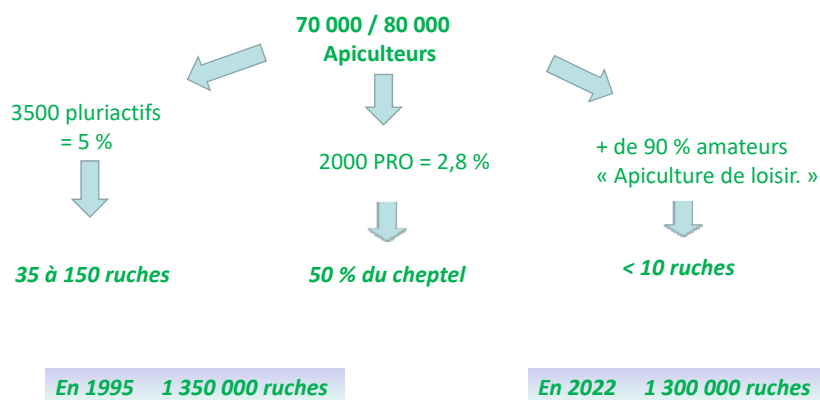 70 000 / 80 000
Apiculteurs
3500 pluriactifs
= 5 %
2000 PRO = 2,8 %
+ de 90 % amateurs
« Apiculture de loisir. »
35 à 150 ruches
50 % du cheptel
< 10 ruches
En 1995 1 350 000 ruches
En 2022 1 300 000 ruches